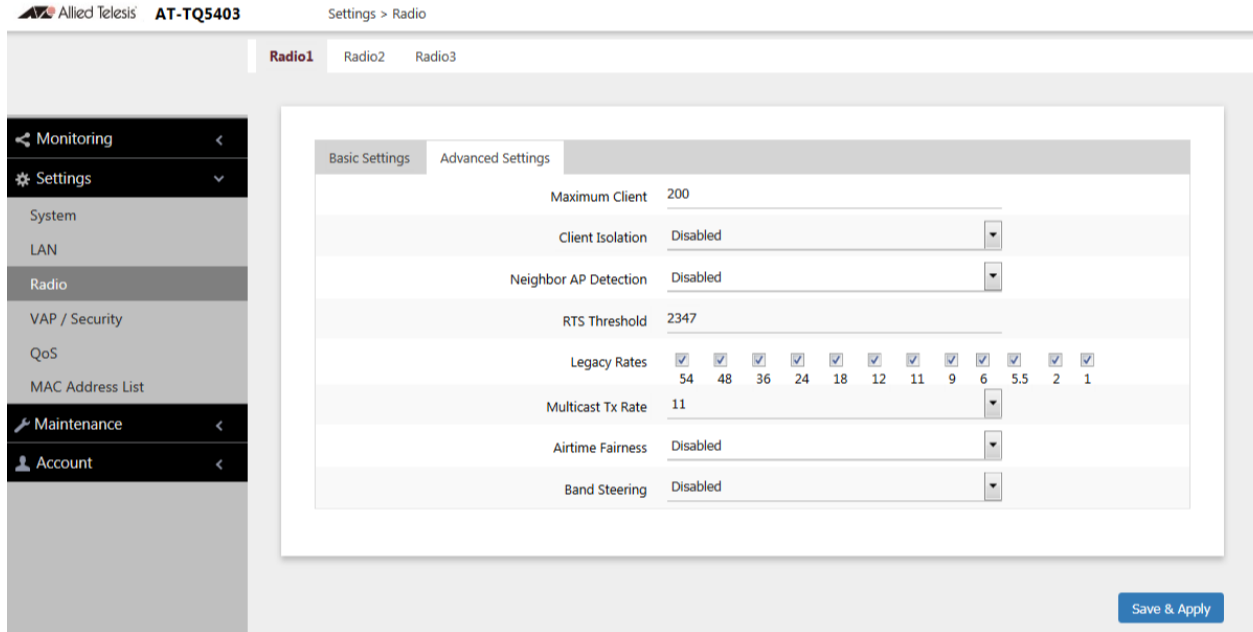 Allied Telesis AT-TQ5403 Settings > Radio
Radio1 Radio2 Radio3
Monitoring
Settings
System
LAN
Radio
VAP / Security
QoS
MAC Address List
Maintenance
Account
Basic Settings Advanced Settings
Maximum Client 200
Client Isolation Disabled
Neighbor AP Detection Disabled
RTS Threshold 2347
Legacy Rates
54 48 36 24 18 12 11 9 6 5.5 2 1
Multicast Tx Rate 11
Airtime Fairness Disabled
Band Steering Disabled
Save & Apply